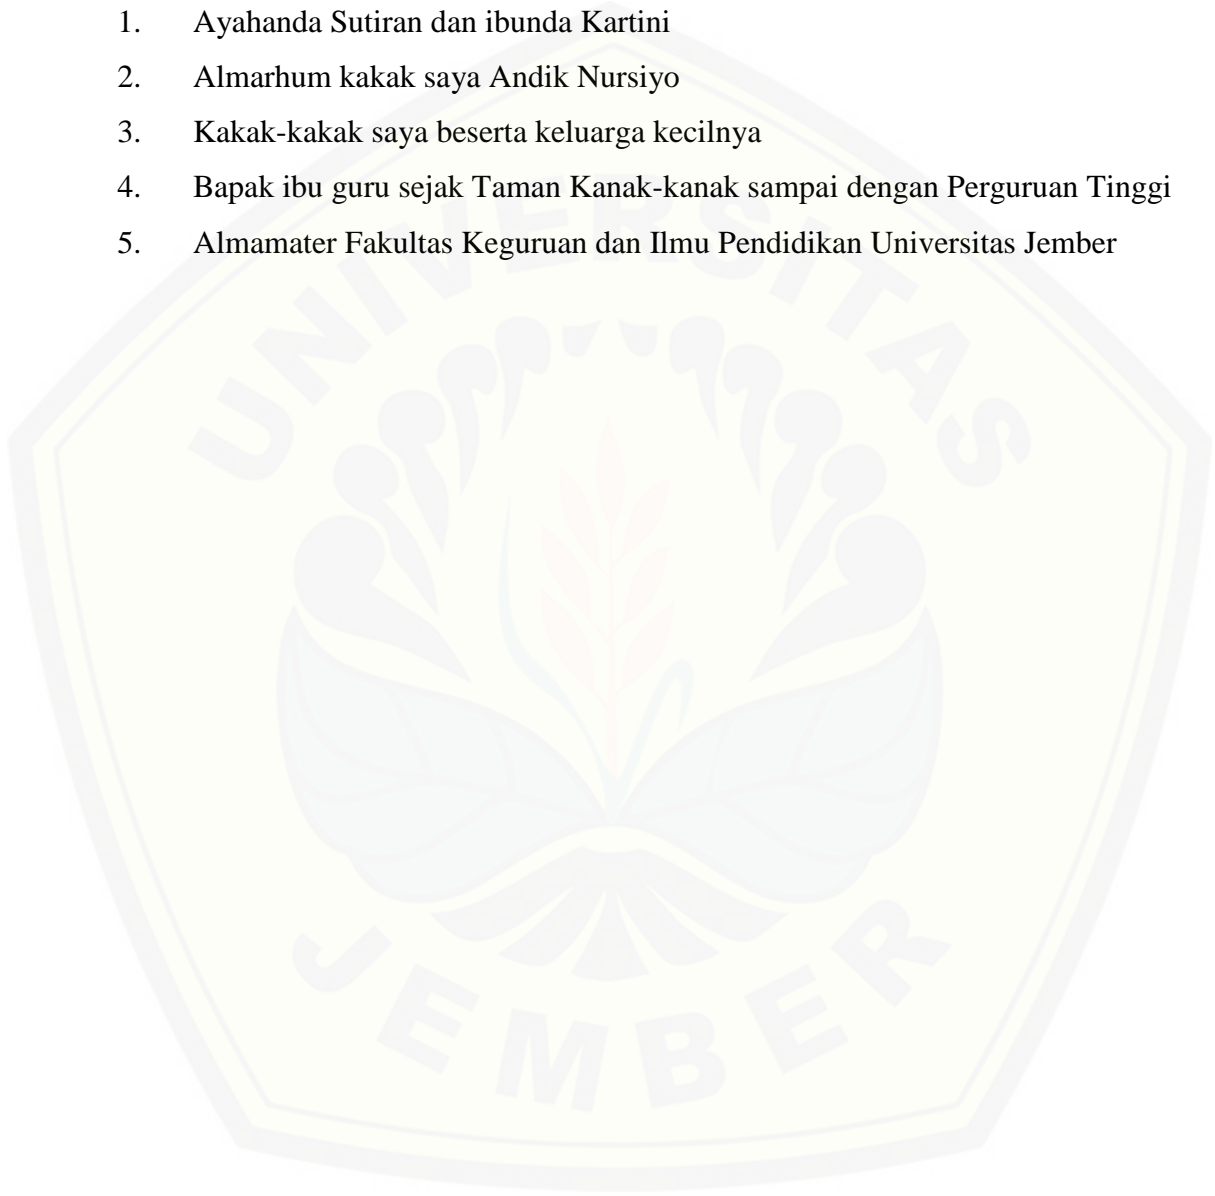 1. Ayahanda Sutiran dan ibunda Kartini
2. Almarhum kakak saya Andik Nursiyo
3. Kakak-kakak saya beserta keluarga kecilnya
4. Bapak ibu guru sejak Taman Kanak-kanak sampai dengan Perguruan Tinggi
5. Almamater Fakultas Keguruan dan Ilmu Pendidikan Universitas Jember
UNIVERSITAS
JEMBER